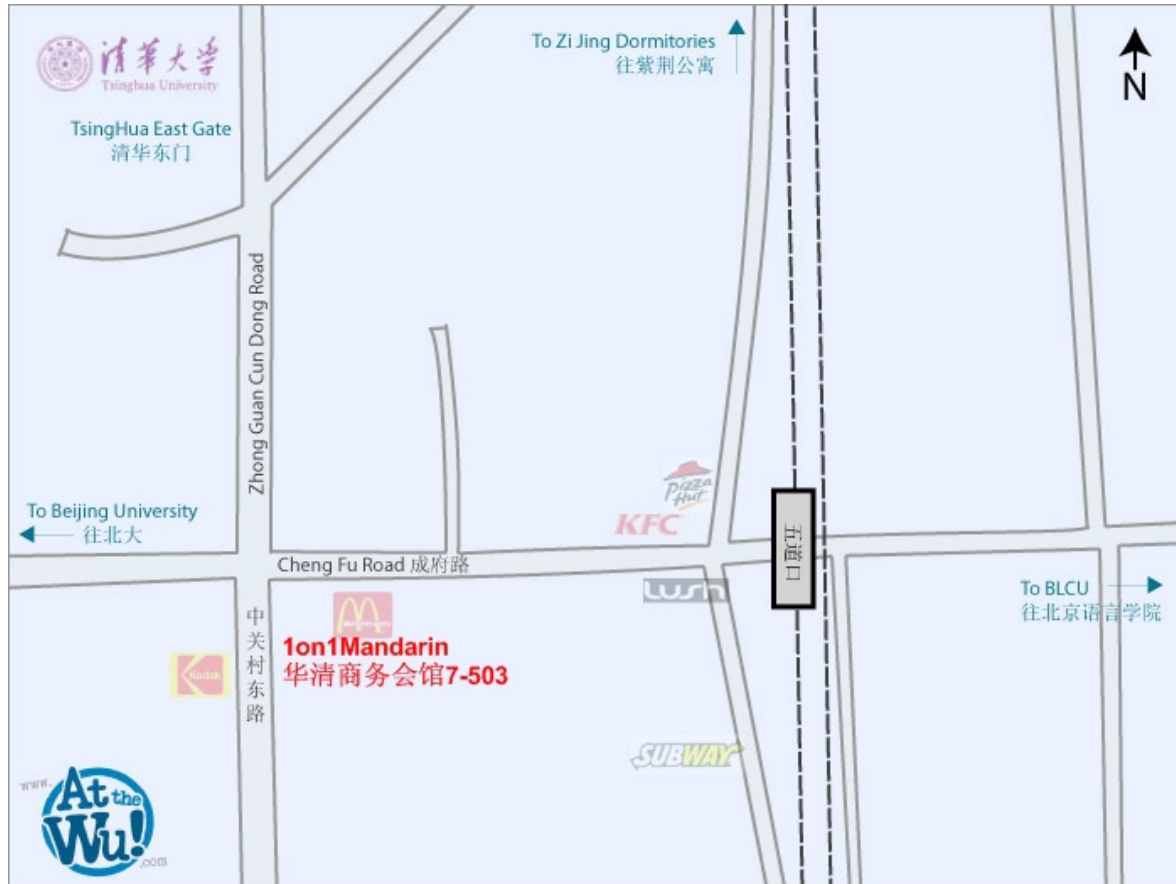 清華大学
Tsinghua University
TsingHua East Gate
清华东门
To Zi Jing Dormitories
往紫荆公寓
N
Zhong Guan Cun Dong Road
Pizza
Hut
KFC
To Beijing University
往北大
五道口
Cheng Fu Road 成府路
Lush
To BLCU
往北京语言学院
McDonald's
1on1Mandarin
华清商务会馆7-503
中关村东路
Kodak
SUBWAY
www.
At the
Wu!
.com